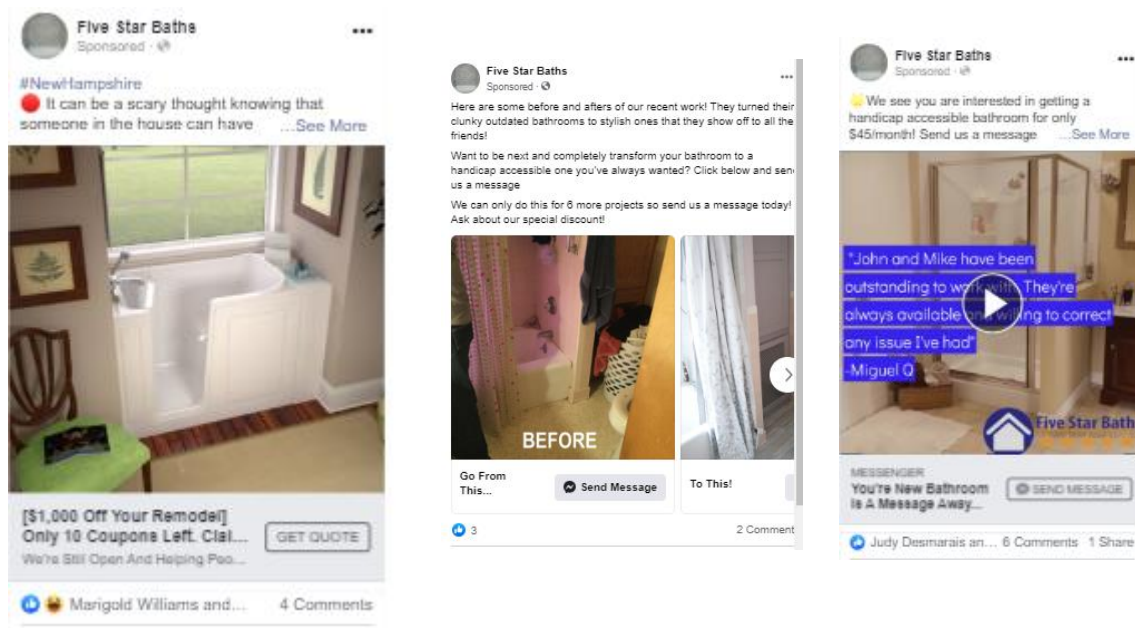 Five Star Baths
Sponsored ·
#NewHampshire
It can be a scary thought knowing that
someone in the house can have ...See More
[$1,000 Off Your Remodel]
Only 10 Coupons Left. Clai...
GET QUOTE
We're Still Open And Helping Peo...
Marigold Williams and... 4 Comments
Five Star Baths
Sponsored ·
Here are some before and afters of our recent work! They turned their
clunky outdated bathrooms to stylish ones that they show off to all the
friends!
Want to be next and completely transform your bathroom to a
handicap accessible one you've always wanted? Click below and sen
us a message
We can only do this for 6 more projects so send us a message today!
Ask about our special discount!
BEFORE
Go From
This...
Send Message
To This!
3 2 Comment
Five Star Baths
Sponsored ·
We see you are interested in getting a
handicap accessible bathroom for only
$45/month! Send us a message ...See More
"John and Mike have been
outstanding to work with. They're
always available and willing to correct
any issue I've had"
-Miguel Q
Five Star Bath
MESSENGER
You're New Bathroom
Is A Message Away...
SEND MESSAGE
Judy Desmarais an... 6 Comments 1 Share